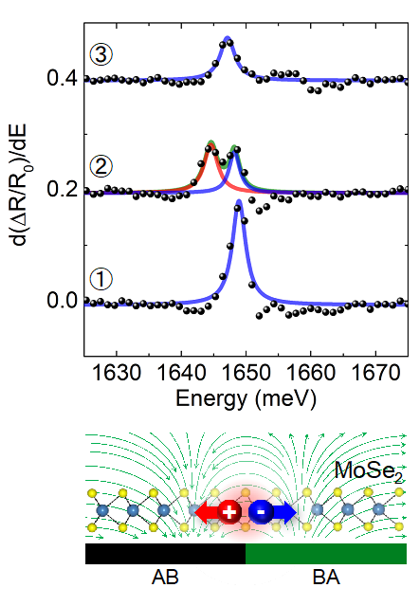 d(ΔR/R₀)/dE
③
0.4
②
0.2
①
0.0
1630 1640 1650 1660 1670
Energy (meV)
MoSe₂
+ -
AB BA